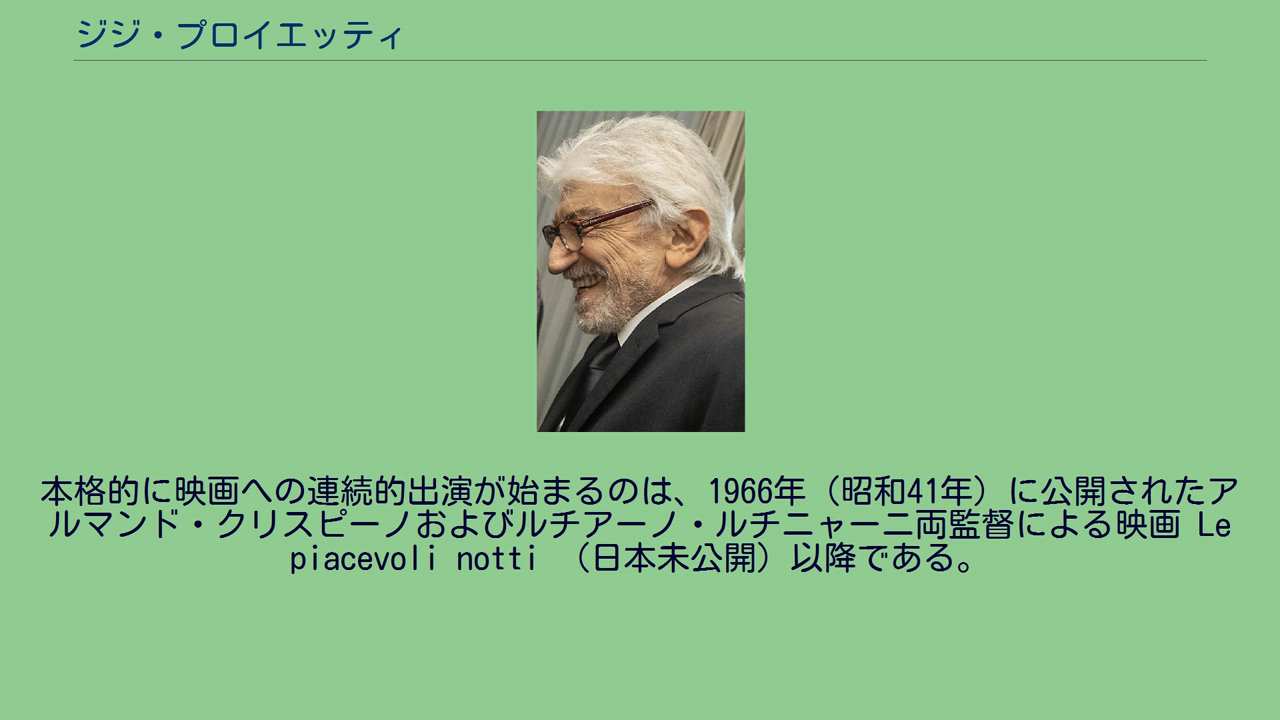 ジジ・プロイエッティ
本格的に映画への連続的出演が始まるのは、1966年（昭和41年）に公開されたア
ルマンド・クリスピーノおよびルチアーノ・ルチニャーニ両監督による映画 Le
piacevoli notti （日本未公開）以降である。